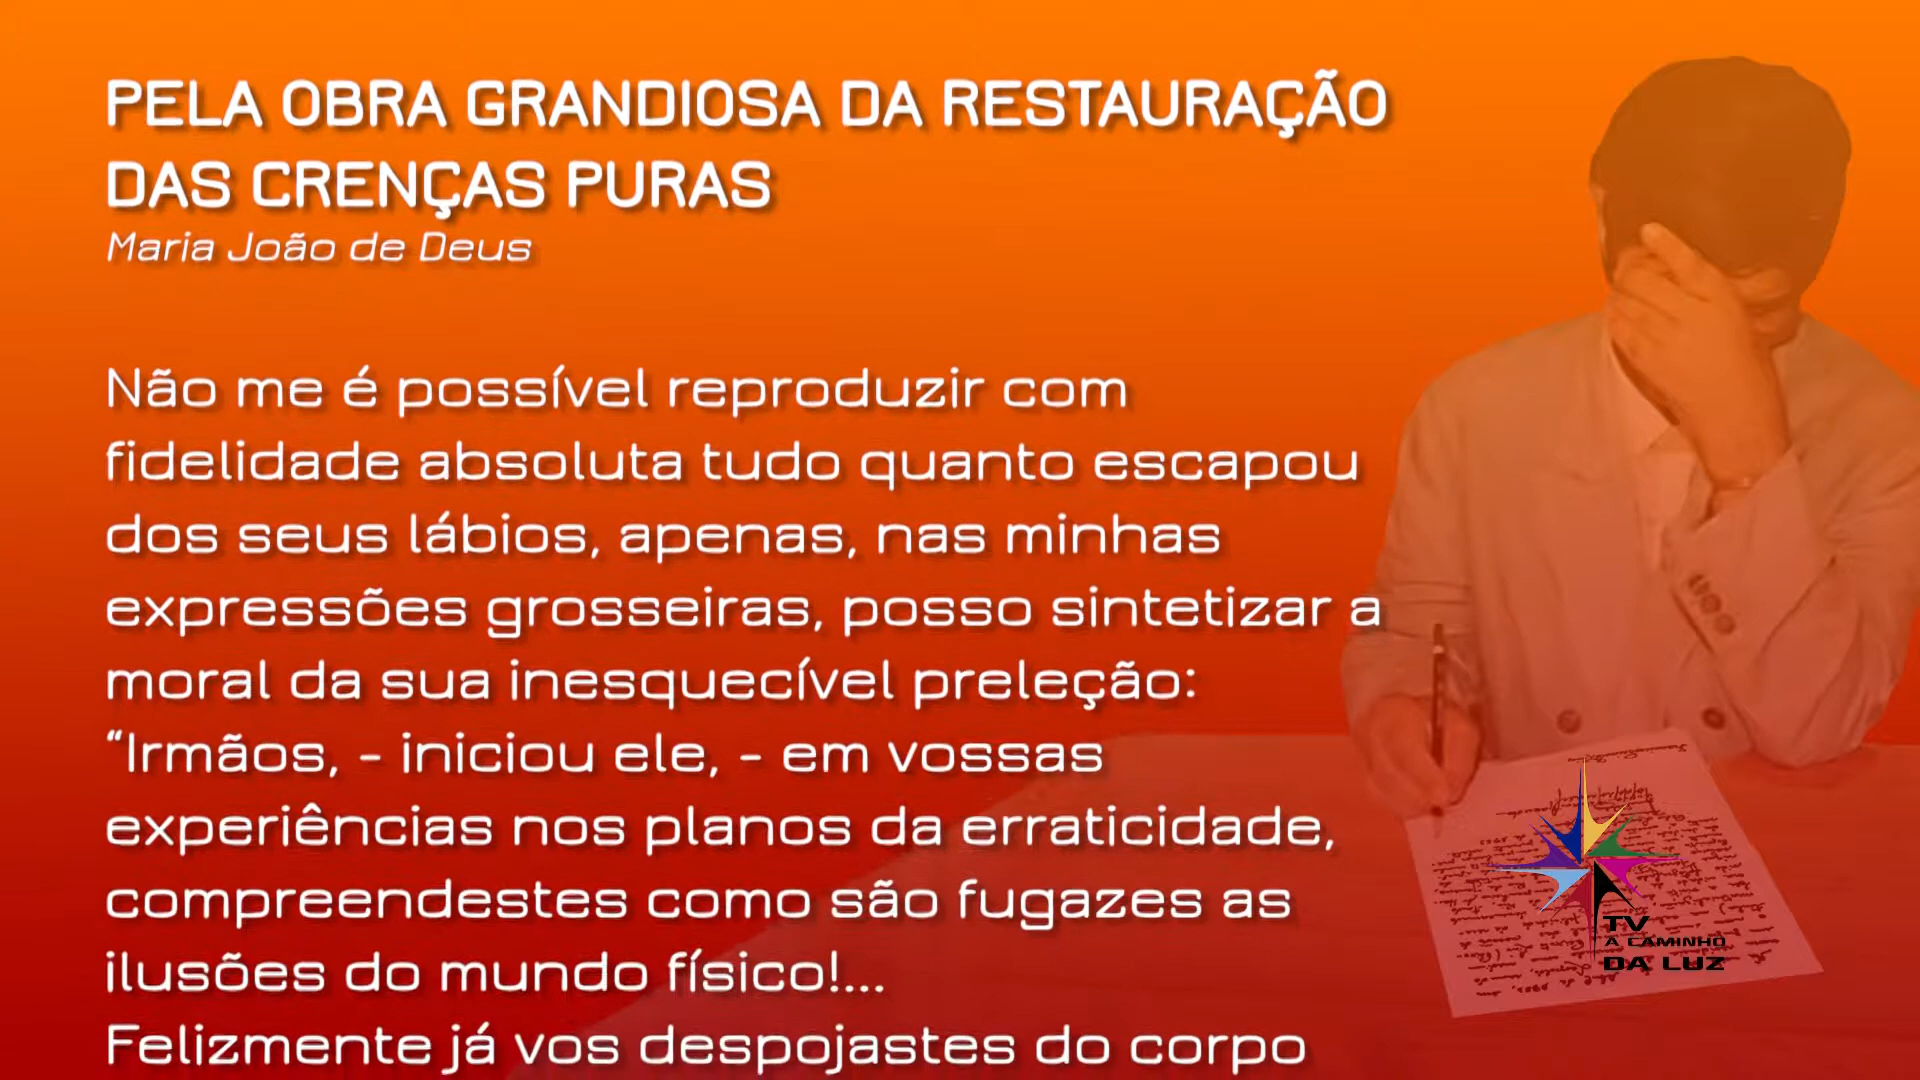 PELA OBRA GRANDIOSA DA RESTAURAÇÃO
DAS CRENÇAS PURAS
Maria João de Deus
Não me é possível reproduzir com
fidelidade absoluta tudo quanto escapou
dos seus lábios, apenas, nas minhas
expressões grosseiras, posso sintetizar a
moral da sua inesquecível preleção:
“Irmãos, - iniciou ele, - em vossas
experiências nos planos da erraticidade,
compreendestes como são fugazes as
ilusões do mundo físico!...
Felizmente já vos despojastes do corpo
TV
A CAMINHO
DA LUZ